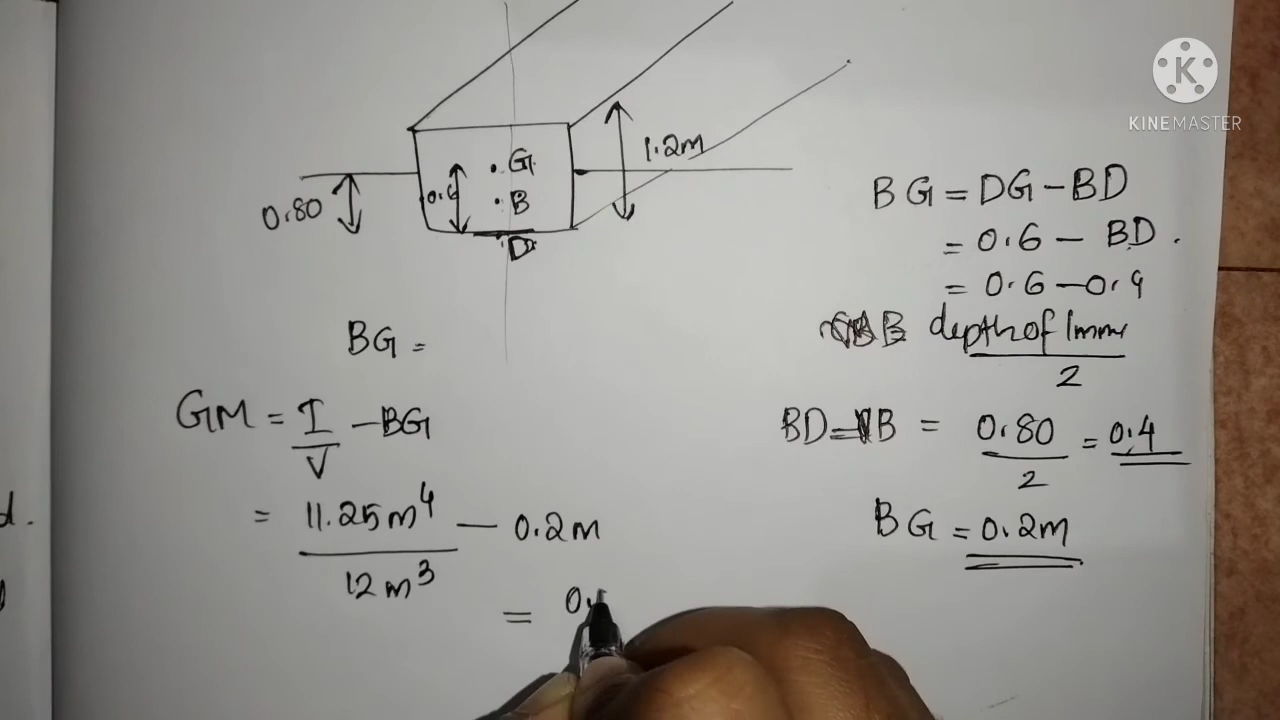 KINEMASTER
G
1.2m
0.80
0.6
B
D
BG =
GM = I/V - BG
= 11.25m⁴/12m³ - 0.2m
= 0.
BG = DG - BD
= 0.6 - BD.
= 0.6 - 0.4
B depth of Imm
2
BD = B = 0.80/2 = 0.4
BG = 0.2m
d.